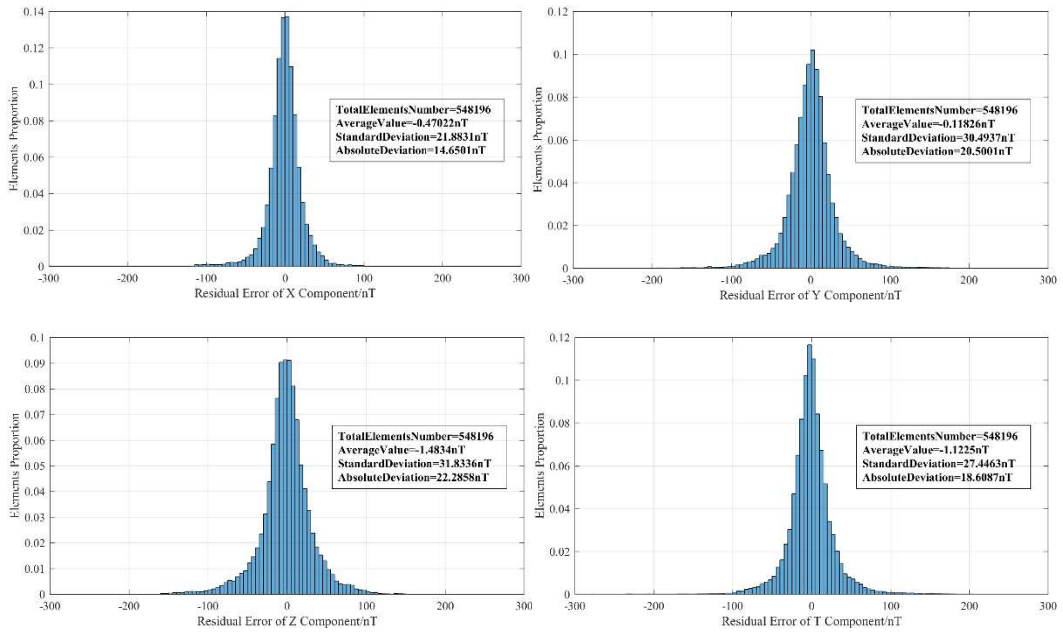 0.14
0.12
0.1
0.08
0.06
0.04
0.02
0
Elements Proportion
TotalElementsNumber=548196
AverageValue=-0.47022nT
StandardDeviation=21.8831nT
AbsoluteDeviation=14.6501nT
-300 -200 -100 0 100 200 300
Residual Error of X Component/nT
0.12
0.1
0.08
0.06
0.04
0.02
0
Elements Proportion
TotalElementsNumber=548196
AverageValue=-0.11826nT
StandardDeviation=30.4937nT
AbsoluteDeviation=20.5001nT
-300 -200 -100 0 100 200 300
Residual Error of Y Component/nT
0.1
0.09
0.08
0.07
0.06
0.05
0.04
0.03
0.02
0.01
0
Elements Proportion
TotalElementsNumber=548196
AverageValue=-1.4834nT
StandardDeviation=31.8336nT
AbsoluteDeviation=22.2858nT
-300 -200 -100 0 100 200 300
Residual Error of Z Component/nT
0.12
0.1
0.08
0.06
0.04
0.02
0
Elements Proportion
TotalElementsNumber=548196
AverageValue=-1.1225nT
StandardDeviation=27.4463nT
AbsoluteDeviation=18.6087nT
-300 -200 -100 0 100 200 300
Residual Error of T Component/nT